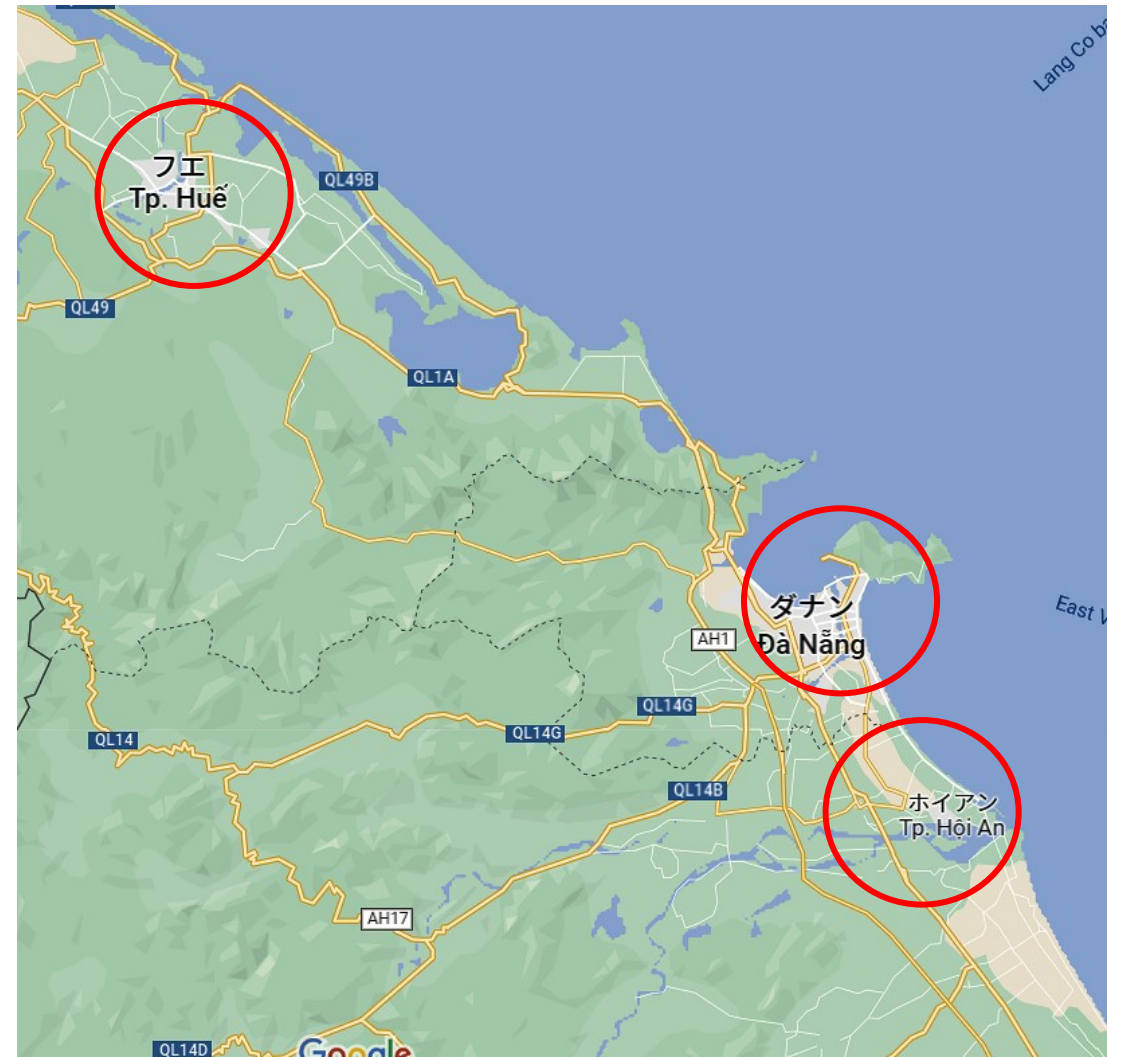 Lang Co
フエ
Tp. Huế
QL49B
QL49
QL1A
East
ダナン
Đà Nẵng
AH1
QL14G
QL14G
QL14
QL14B
ホイアン
Tp. Hội An
AH17
QL14D
Google